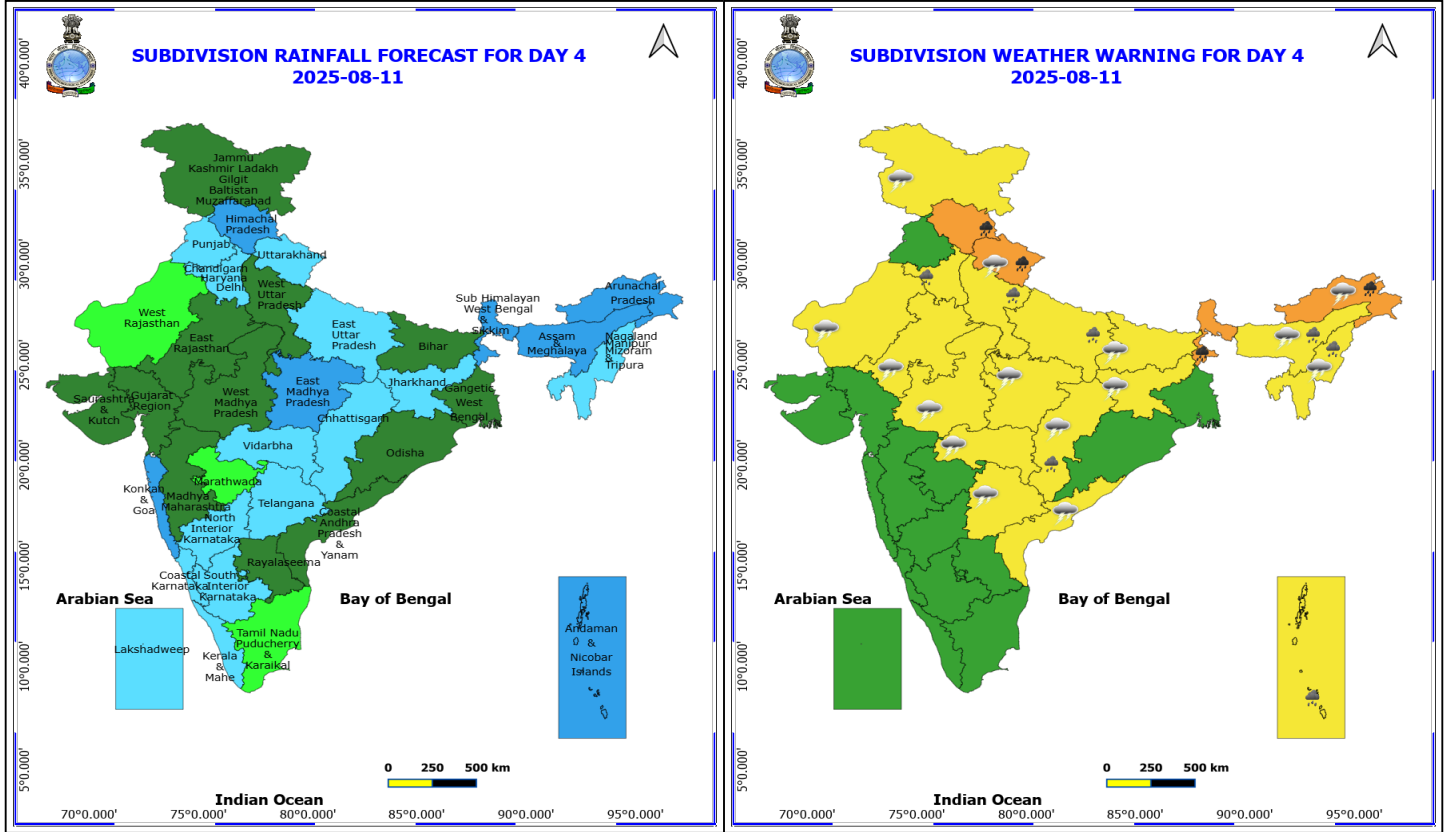 SUBDIVISION RAINFALL FORECAST FOR DAY 4
2025-08-11
40°0.000'
35°0.000'
30°0.000'
25°0.000'
20°0.000'
15°0.000'
10°0.000'
5°0.000'
Jammu
Kashmir Ladakh
Gilgit
Baltistan
Muzaffarabad
Himachal
Pradesh
Punjab
Uttarakhand
Chandigarh
Haryana
Delhi
West
Uttar
Pradesh
West
Rajasthan
East
Rajasthan
East
Uttar
Pradesh
Bihar
Sub Himalayan
West Bengal
&
Sikkim
Arunachal
Pradesh
Assam
&
Meghalaya
Nagaland
Manipur
Mizoram
&
Tripura
Saurashtra
&
Kutch
Gujarat
Region
West
Madhya
Pradesh
East
Madhya
Pradesh
Jharkhand
Gangetic
West
Bengal
Chhattisgarh
Vidarbha
Odisha
Konkan
&
Goa
Madhya
Maharashtra
Marathwada
Telangana
North
Interior
Karnataka
Coastal
Andhra
Pradesh
&
Yanam
Rayalaseema
Coastal
Karnataka
South
Interior
Karnataka
Arabian Sea
Bay of Bengal
Lakshadweep
Kerala
&
Mahe
Tamil Nadu
Puducherry
&
Karaikal
Andaman
&
Nicobar
Islands
0 250 500 km
Indian Ocean
70°0.000' 75°0.000' 80°0.000' 85°0.000' 90°0.000' 95°0.000'
SUBDIVISION WEATHER WARNING FOR DAY 4
2025-08-11
40°0.000'
35°0.000'
30°0.000'
25°0.000'
20°0.000'
15°0.000'
10°0.000'
5°0.000'
Arabian Sea
Bay of Bengal
0 250 500 km
Indian Ocean
70°0.000' 75°0.000' 80°0.000' 85°0.000' 90°0.000' 95°0.000'